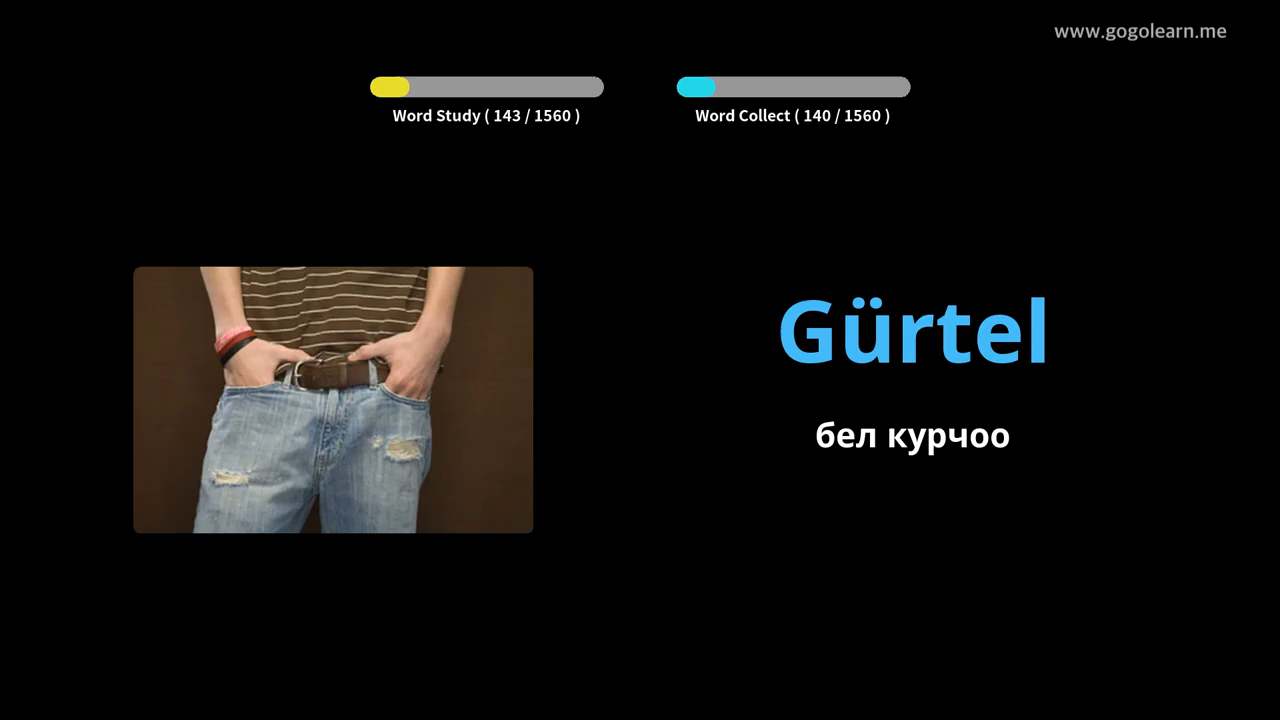 www.gogolearn.me
Word Study ( 143 / 1560 )
Word Collect ( 140 / 1560 )
Gürtel
бел курчоо